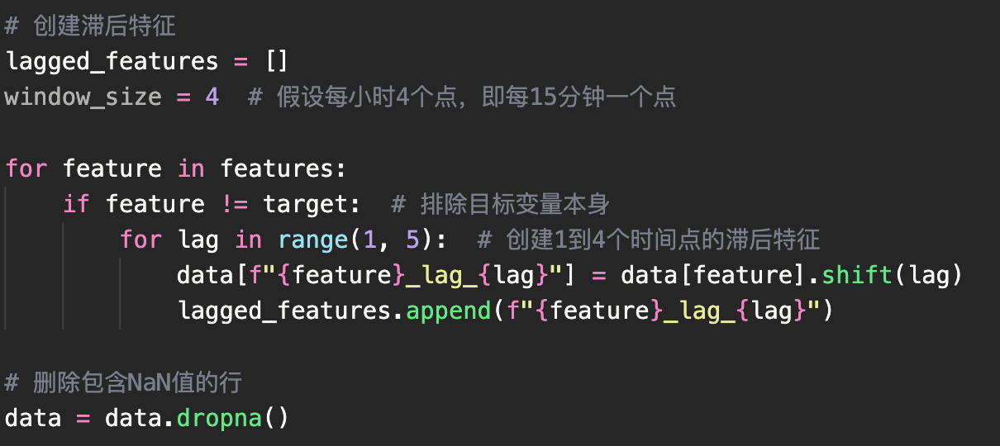 # 创建滞后特征
lagged_features = []
window_size = 4  # 假设每小时4个点，即每15分钟一个点

for feature in features:
    if feature != target:  # 排除目标变量本身
        for lag in range(1, 5):  # 创建1到4个时间点的滞后特征
            data[f"{feature}_lag_{lag}"] = data[feature].shift(lag)
            lagged_features.append(f"{feature}_lag_{lag}")

# 删除包含NaN值的行
data = data.dropna()